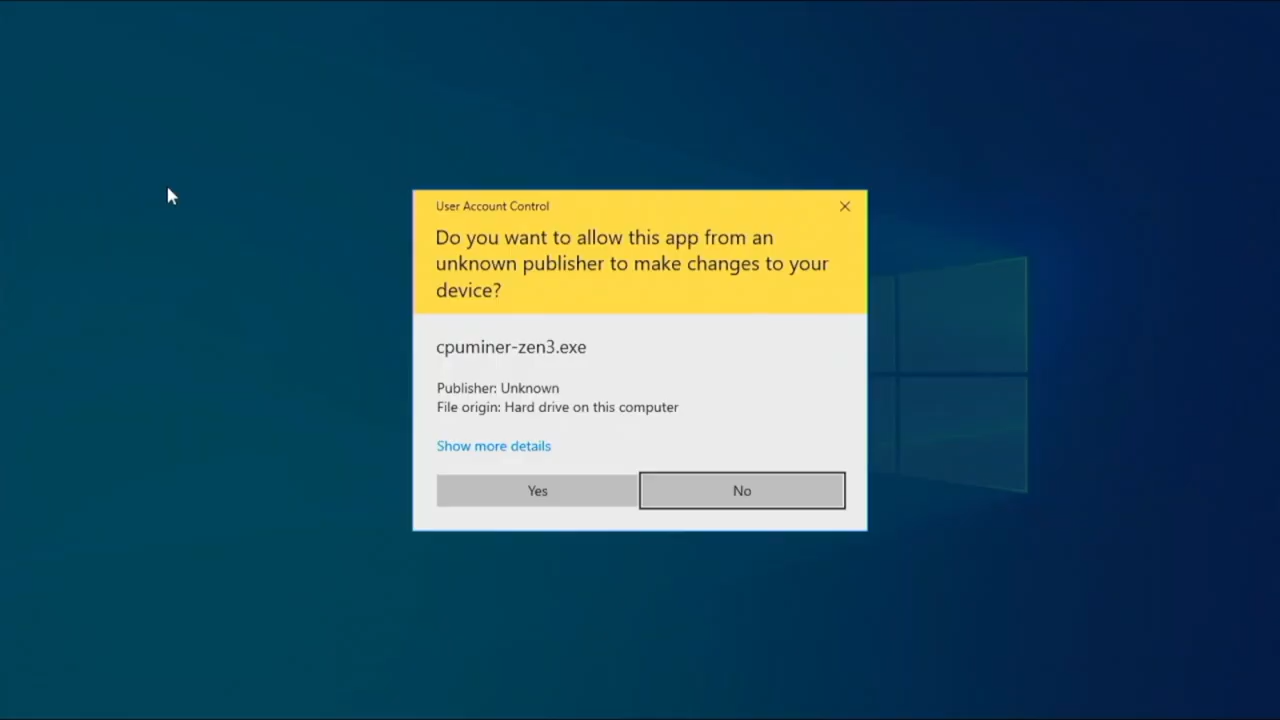 User Account Control
Do you want to allow this app from an
unknown publisher to make changes to your
device?
cpuminer-zen3.exe
Publisher: Unknown
File origin: Hard drive on this computer
Show more details
Yes
No